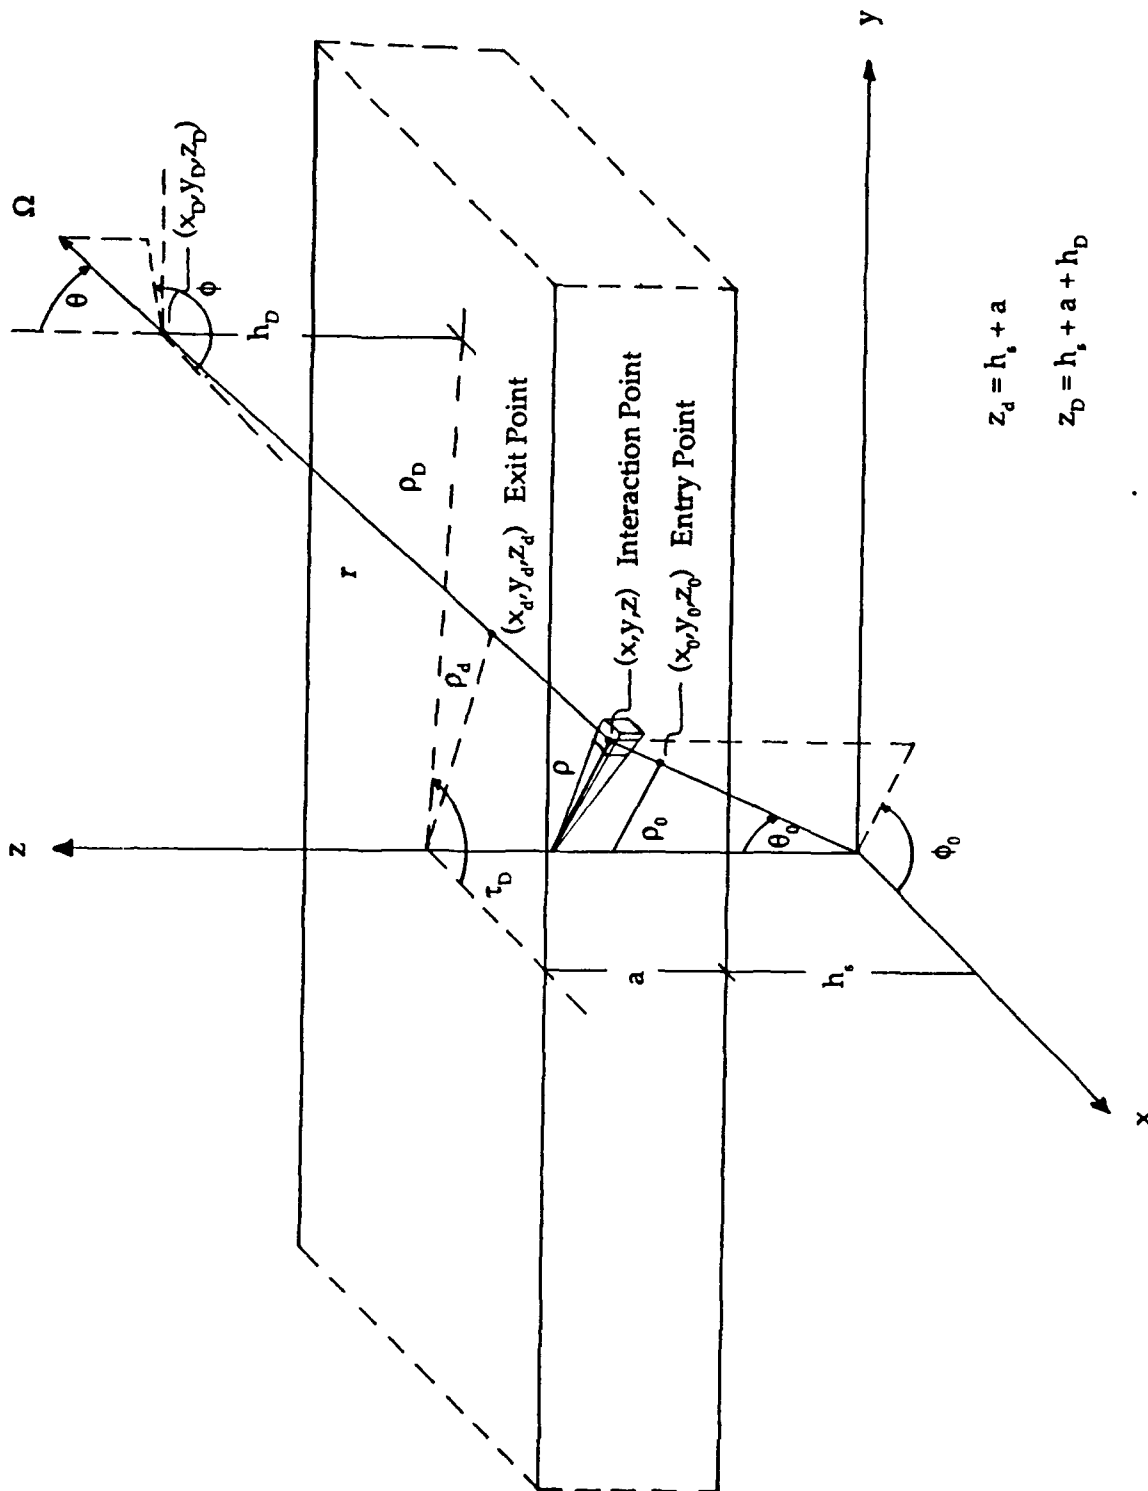 z
Ω
θ
(x_D,y_D,z_D)
ϕ
h_D
r
ρ_D
ρ_d
(x_d,y_d,z_d) Exit Point
τ_D
ρ
(x,y,z) Interaction Point
(x_0,y_0,z_0) Entry Point
ρ_0
θ_0
a
h_s
ϕ_0
y
x
z_d = h_s + a
z_D = h_s + a + h_D